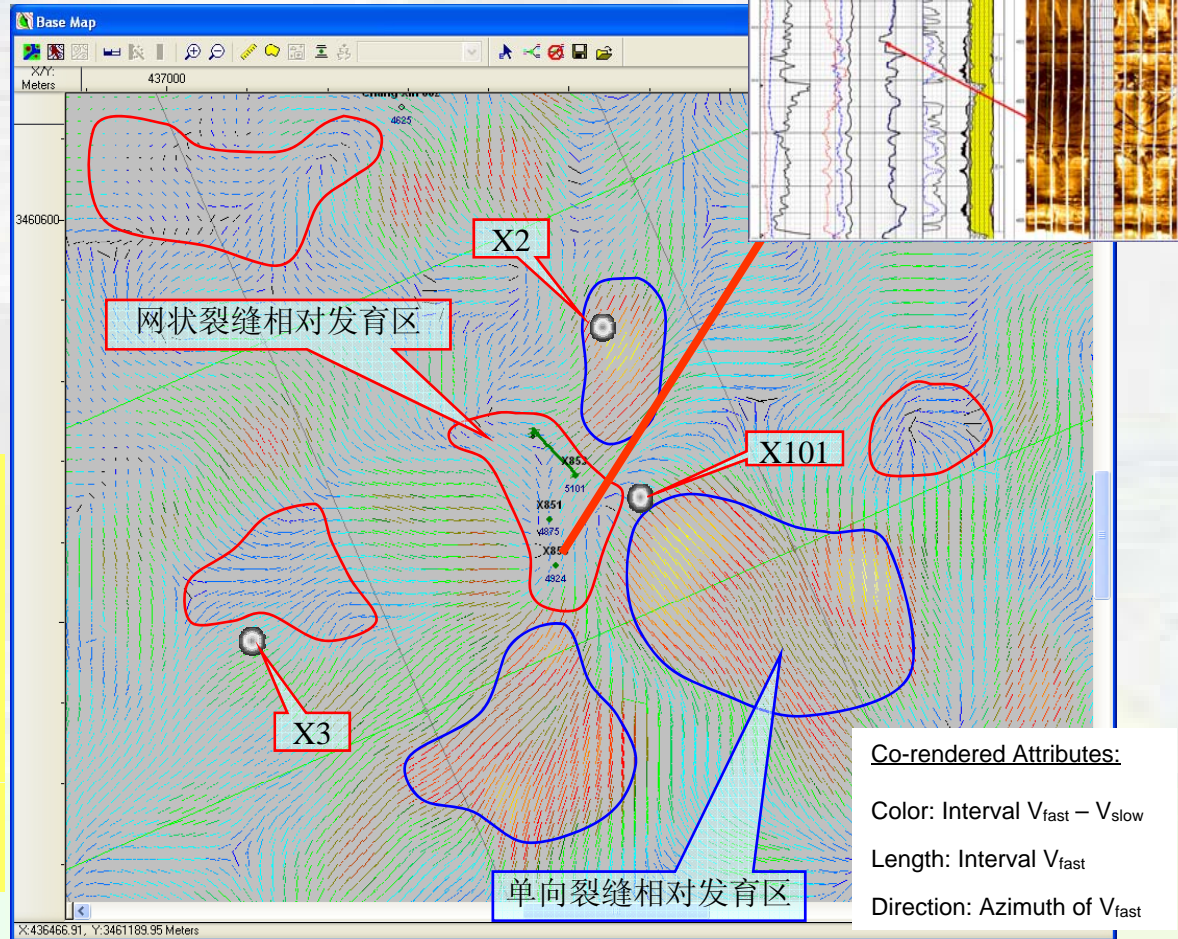 Base Map
X/Y:
Meters
437000
4625
3460600
X2
网状裂缝相对发育区
X101
X853
5101
X851
4875
4924
X3
单向裂缝相对发育区
Co-rendered Attributes:
Color: Interval Vfast – Vslow
Length: Interval Vfast
Direction: Azimuth of Vfast
X:436466.91, Y:3461189.95 Meters